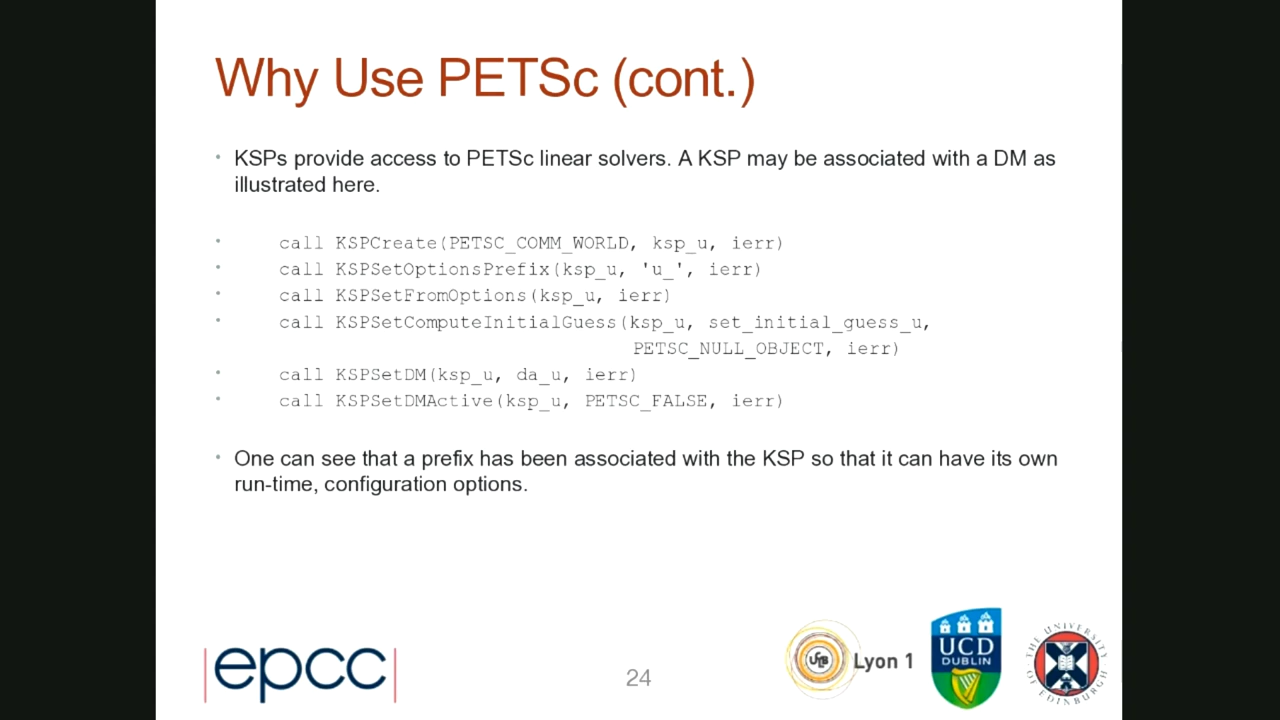 Why Use PETSc (cont.)
• KSPs provide access to PETSc linear solvers. A KSP may be associated with a DM as
illustrated here.
• call KSPCreate(PETSC_COMM_WORLD, ksp_u, ierr)
• call KSPSetOptionsPrefix(ksp_u, 'u_', ierr)
• call KSPSetFromOptions(ksp_u, ierr)
• call KSPSetComputeInitialGuess(ksp_u, set_initial_guess_u,
PETSC_NULL_OBJECT, ierr)
• call KSPSetDM(ksp_u, da_u, ierr)
• call KSPSetDMActive(ksp_u, PETSC_FALSE, ierr)
• One can see that a prefix has been associated with the KSP so that it can have its own
run-time, configuration options.
|epcc|
24
Lyon 1
UCD
DUBLIN
THE UNIVERSITY
OF EDINBURGH